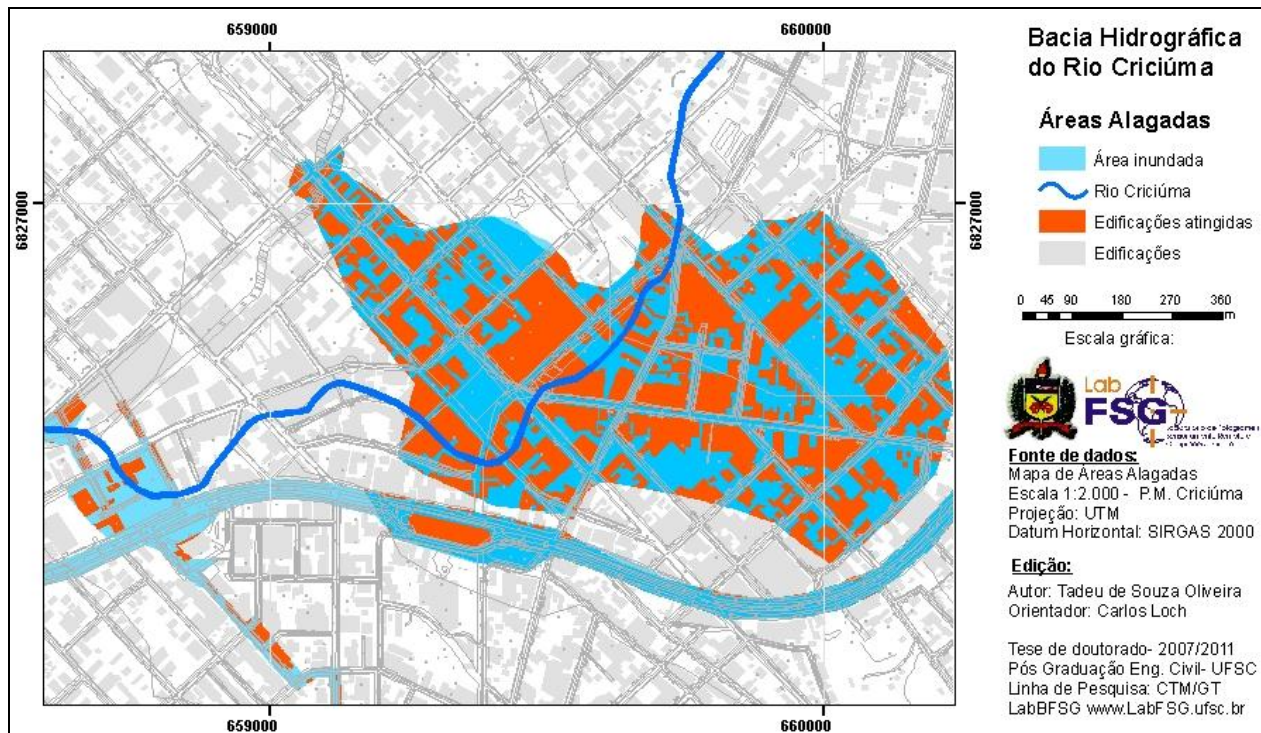 659000
660000
6827000
6827000
659000
660000
Bacia Hidrográfica
do Rio Criciúma
Áreas Alagadas
Área inundada
Rio Criciúma
Edificações atingidas
Edificações
0 45 90 180 270 360
m
Escala gráfica:
Lab
FSG
Fonte de dados:
Mapa de Áreas Alagadas
Escala 1:2.000 - P.M. Criciúma
Projeção: UTM
Datum Horizontal: SIRGAS 2000
Edição:
Autor: Tadeu de Souza Oliveira
Orientador: Carlos Loch
Tese de doutorado- 2007/2011
Pós Graduação Eng. Civil- UFSC
Linha de Pesquisa: CTM/GT
LabBFSG www.LabFSG.ufsc.br